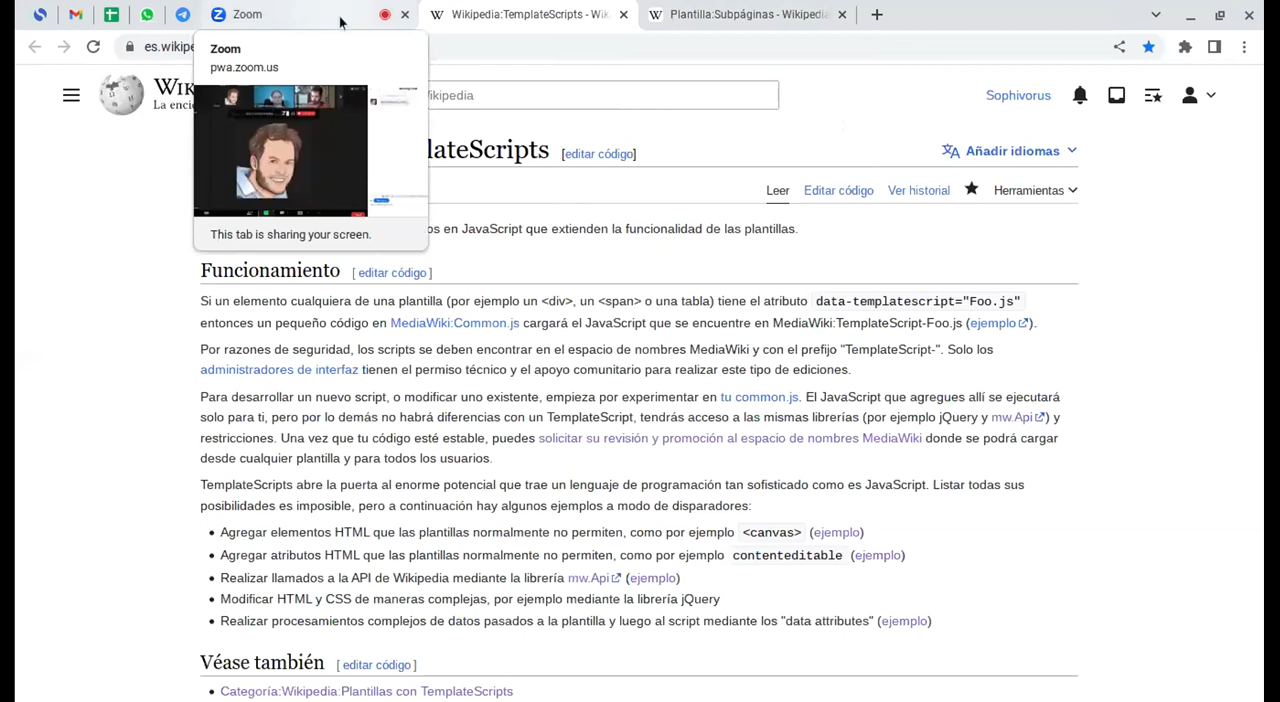 Zoom
Wikipedia:TemplateScripts - Wik
Plantilla:Subpáginas - Wikipedia
es.wikipe
Zoom
pwa.zoom.us
This tab is sharing your screen.
WIK
La enci
ikipedia
Sophivorus
lateScripts [editar código]
Añadir idiomas
Leer Editar código Ver historial Herramientas
os en JavaScript que extienden la funcionalidad de las plantillas.
Funcionamiento [ editar código ]
Si un elemento cualquiera de una plantilla (por ejemplo un <div>, un <span> o una tabla) tiene el atributo data-templatescript="Foo.js"
entonces un pequeño código en MediaWiki:Common.js cargará el JavaScript que se encuentre en MediaWiki:TemplateScript-Foo.js (ejemplo).
Por razones de seguridad, los scripts se deben encontrar en el espacio de nombres MediaWiki y con el prefijo "TemplateScript-". Solo los
administradores de interfaz tienen el permiso técnico y el apoyo comunitario para realizar este tipo de ediciones.
Para desarrollar un nuevo script, o modificar uno existente, empieza por experimentar en tu common.js. El JavaScript que agregues allí se ejecutará
solo para ti, pero por lo demás no habrá diferencias con un TemplateScript, tendrás acceso a las mismas librerías (por ejemplo jQuery y mw.Api) y
restricciones. Una vez que tu código esté estable, puedes solicitar su revisión y promoción al espacio de nombres MediaWiki donde se podrá cargar
desde cualquier plantilla y para todos los usuarios.
TemplateScripts abre la puerta al enorme potencial que trae un lenguaje de programación tan sofisticado como es JavaScript. Listar todas sus
posibilidades es imposible, pero a continuación hay algunos ejemplos a modo de disparadores:
• Agregar elementos HTML que las plantillas normalmente no permiten, como por ejemplo <canvas> (ejemplo)
• Agregar atributos HTML que las plantillas normalmente no permiten, como por ejemplo contenteditable (ejemplo)
• Realizar llamados a la API de Wikipedia mediante la librería mw.Api (ejemplo)
• Modificar HTML y CSS de maneras complejas, por ejemplo mediante la librería jQuery
• Realizar procesamientos complejos de datos pasados a la plantilla y luego al script mediante los "data attributes" (ejemplo)
Véase también [ editar código ]
• Categoría:Wikipedia:Plantillas con TemplateScripts